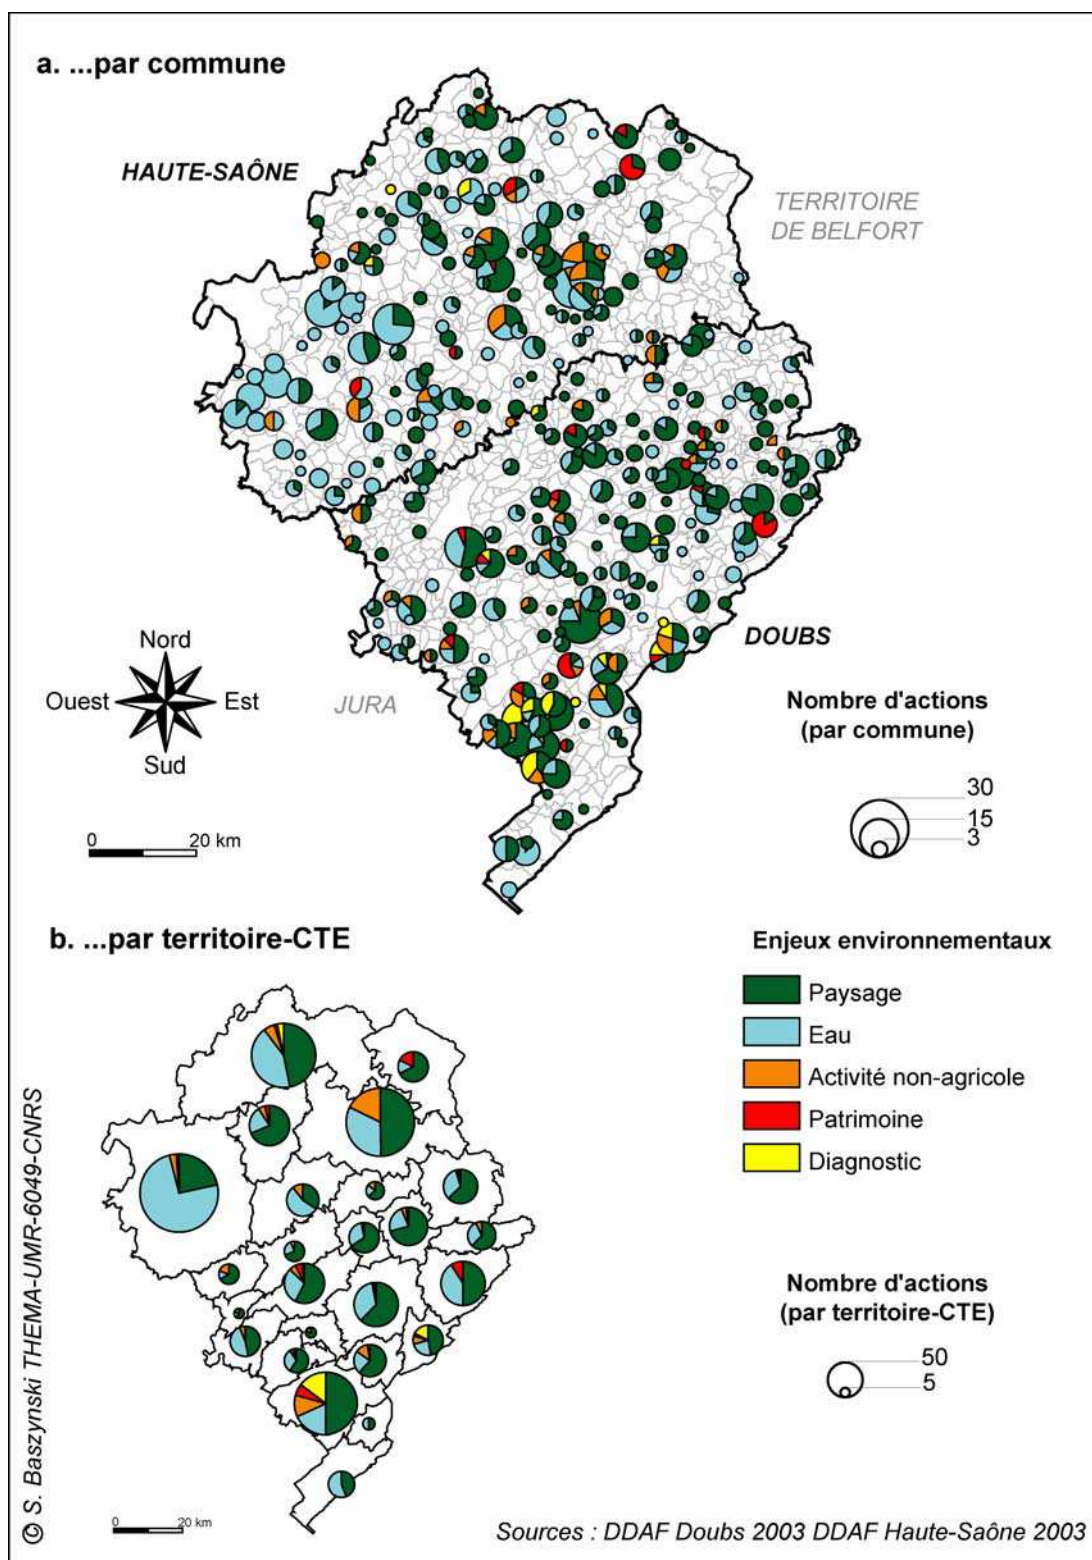 a. ...par commune
HAUTE-SAÔNE
TERRITOIRE
DE BELFORT
DOUBS
JURA
Nord
Ouest
Est
Sud
0 20 km
Nombre d'actions
(par commune)
30
15
3
b. ...par territoire-CTE
Enjeux environnementaux
Paysage
Eau
Activité non-agricole
Patrimoine
Diagnostic
Nombre d'actions
(par territoire-CTE)
50
5
0 20 km
© S. Baszynski THEMA-UMR-6049-CNRS
Sources : DDAF Doubs 2003 DDAF Haute-Saône 2003